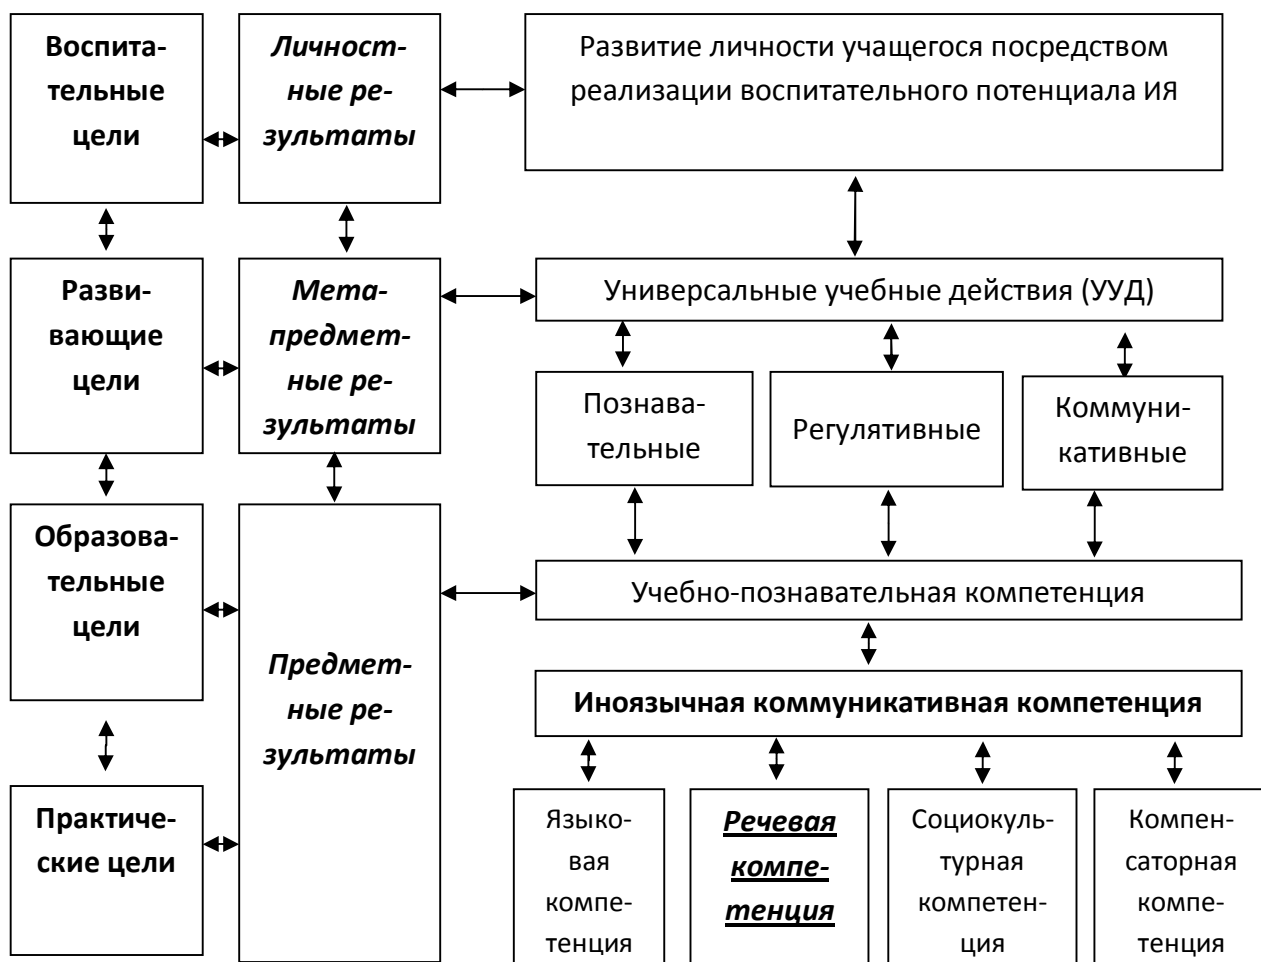 Воспита-
тельные
цели
Личност-
ные ре-
зультаты
Развитие личности учащегося посредством
реализации воспитательного потенциала ИЯ
Разви-
вающие
цели
Мета-
предмет-
ные ре-
зультаты
Универсальные учебные действия (УУД)
Познава-
тельные
Регулятивные
Коммуни-
кативные
Образова-
тельные
цели
Предмет-
ные ре-
зультаты
Учебно-познавательная компетенция
Иноязычная коммуникативная компетенция
Практиче-
ские цели
Языко-
вая
компе-
тенция
Речевая
компе-
тенция
Социокуль-
турная
компетен-
ция
Компен-
саторная
компе-
тенция